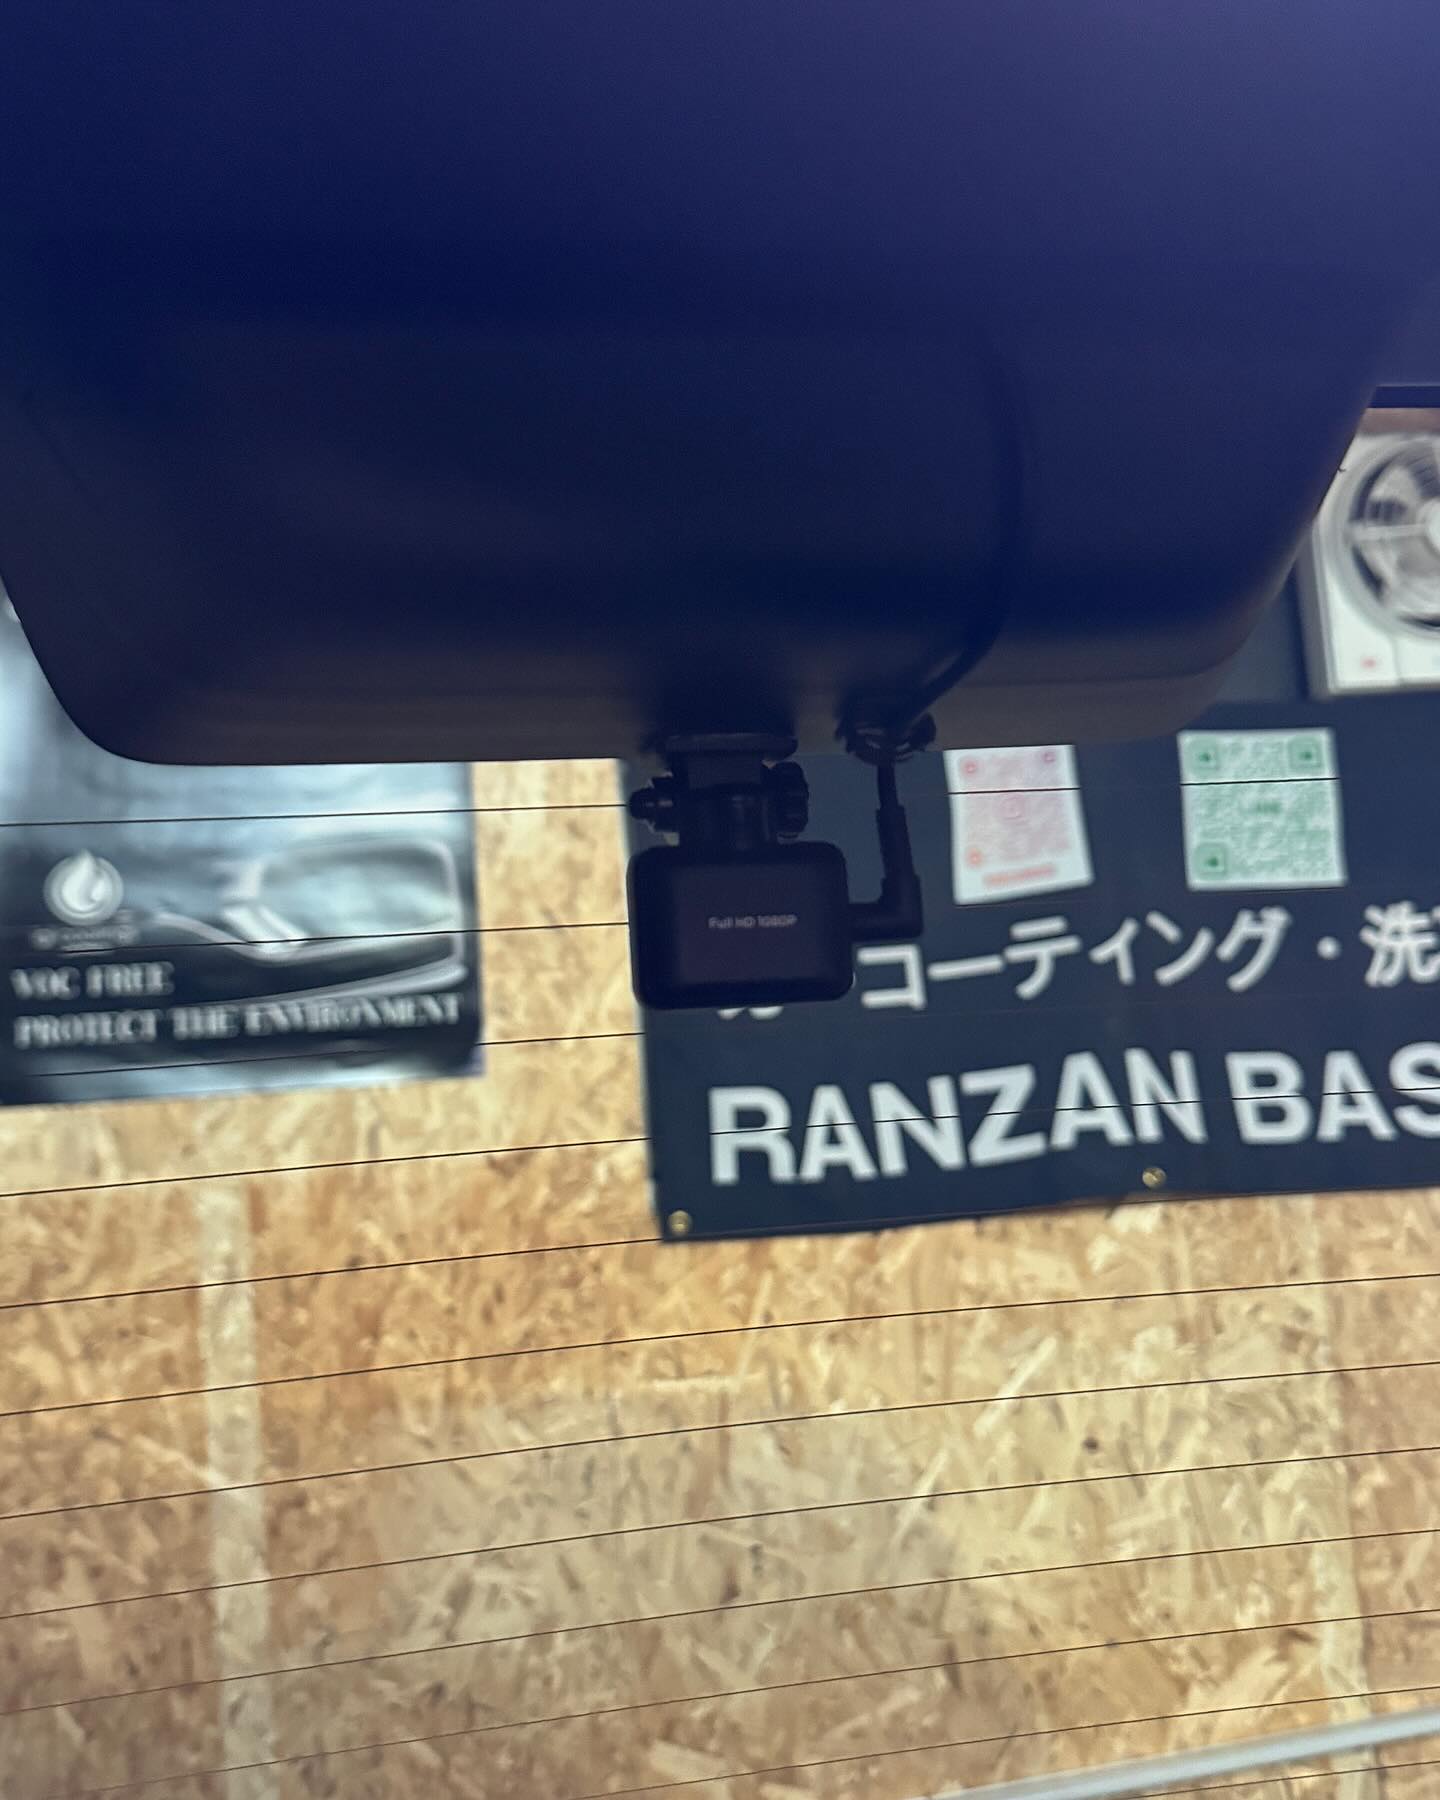 Full HD 1080P
VOC FREE
PROTECT THE ENVIRONMENT
コーティング・洗
RANZAN BAS